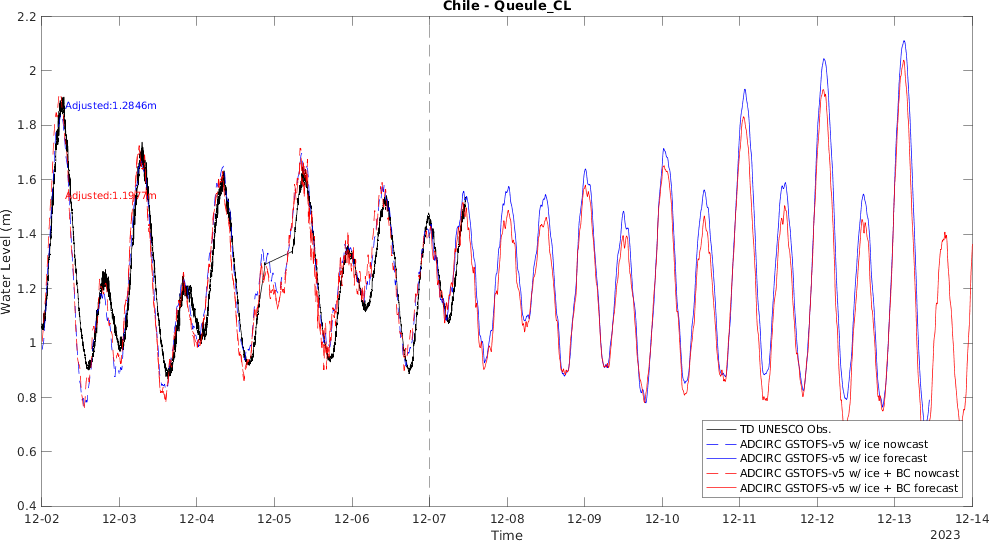 Chile - Queule_CL
2.2
2
1.8
1.6
1.4
1.2
1
0.8
0.6
0.4
Water Level (m)
Adjusted:1.2846m
Adjusted:1.1977m
TD UNESCO Obs.
ADCIRC GSTOFS-v5 w/ ice nowcast
ADCIRC GSTOFS-v5 w/ ice forecast
ADCIRC GSTOFS-v5 w/ ice + BC nowcast
ADCIRC GSTOFS-v5 w/ ice + BC forecast
12-02 12-03 12-04 12-05 12-06 12-07 12-08 12-09 12-10 12-11 12-12 12-13 12-14
Time
2023